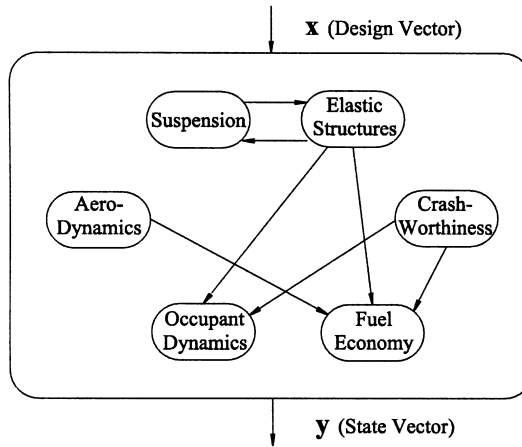 x (Design Vector)
Suspension
Elastic
Structures
Aero-
Dynamics
Crash-
Worthiness
Occupant
Dynamics
Fuel
Economy
y (State Vector)